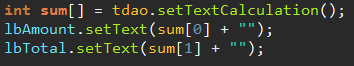 int sum[] = tdao.setTextCalculation();
lbAmount.setText(sum[0] + "");
lbTotal.setText(sum[1] + "");